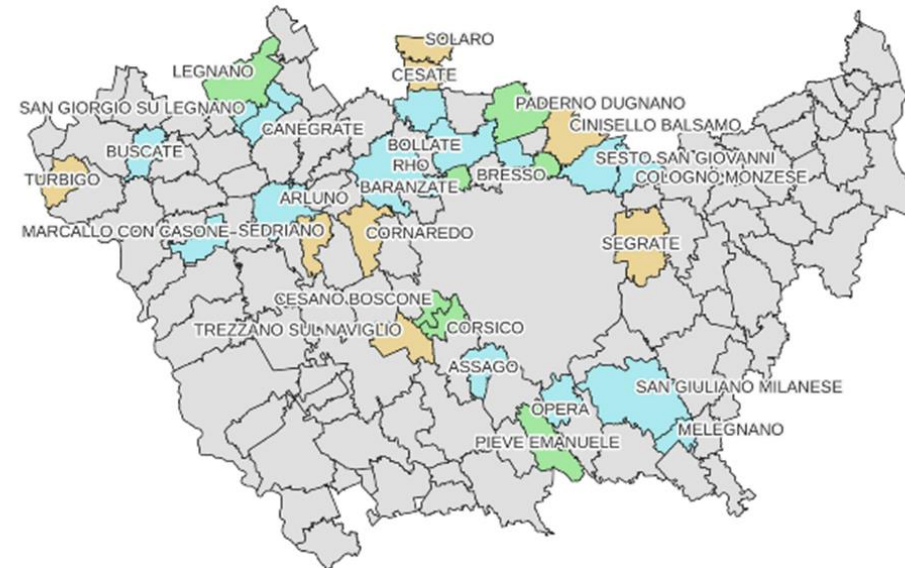 SOLARO
LEGNANO
CESATE
SAN GIORGIO SU LEGNANO
PADERNO DUGNANO
CANEGRATE
CINISELLO BALSAMO
BUSCATE
BOLLATE
RHO
SESTO SAN GIOVANNI
TURBIGO
BRESSO
COLOGNO MONZESE
BARANZATE
ARLUNO
MARCALLO CON CASONE
SEDRIANO
CORNAREDO
SEGRATE
CESANO BOSCONE
TREZZANO SUL NAVIGLIO
CORSICO
ASSAGO
SAN GIULIANO MILANESE
OPERA
MELEGNANO
PIEVE EMANUELE